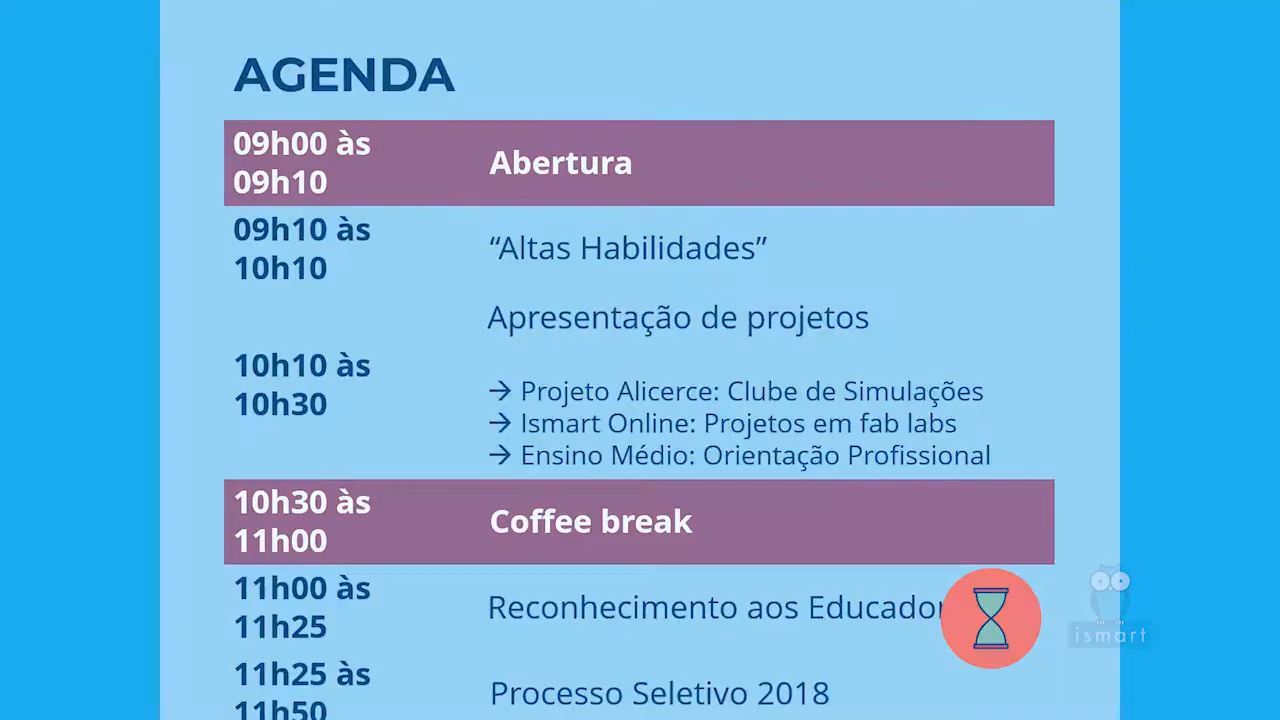 AGENDA
09h00 às
09h10
Abertura
09h10 às
10h10
“Altas Habilidades”
Apresentação de projetos
10h10 às
10h30
→ Projeto Alicerce: Clube de Simulações
→ Ismart Online: Projetos em fab labs
→ Ensino Médio: Orientação Profissional
10h30 às
11h00
Coffee break
11h00 às
11h25
Reconhecimento aos
11h25 às
11h50
Processo Seletivo 2018
ismart